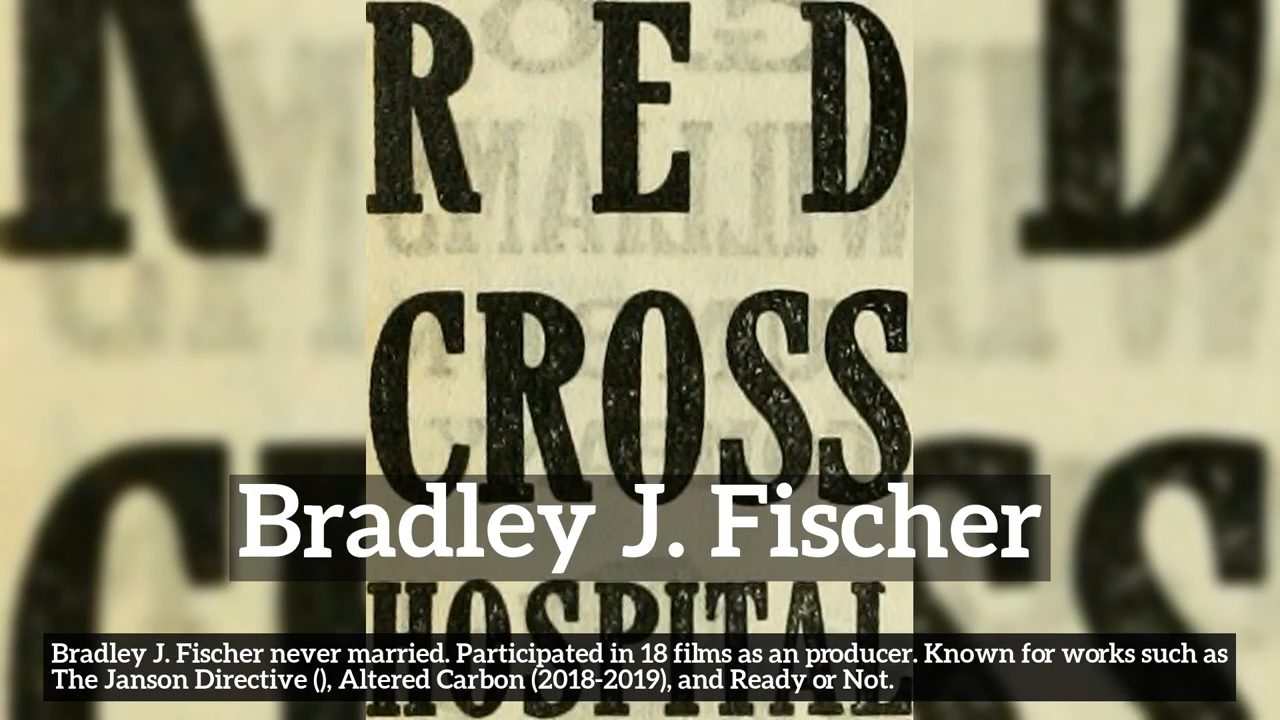 RED
CROSS
Bradley J. Fischer
HOSPITAL
Bradley J. Fischer never married. Participated in 18 films as an producer. Known for works such as
The Janson Directive (), Altered Carbon (2018-2019), and Ready or Not.